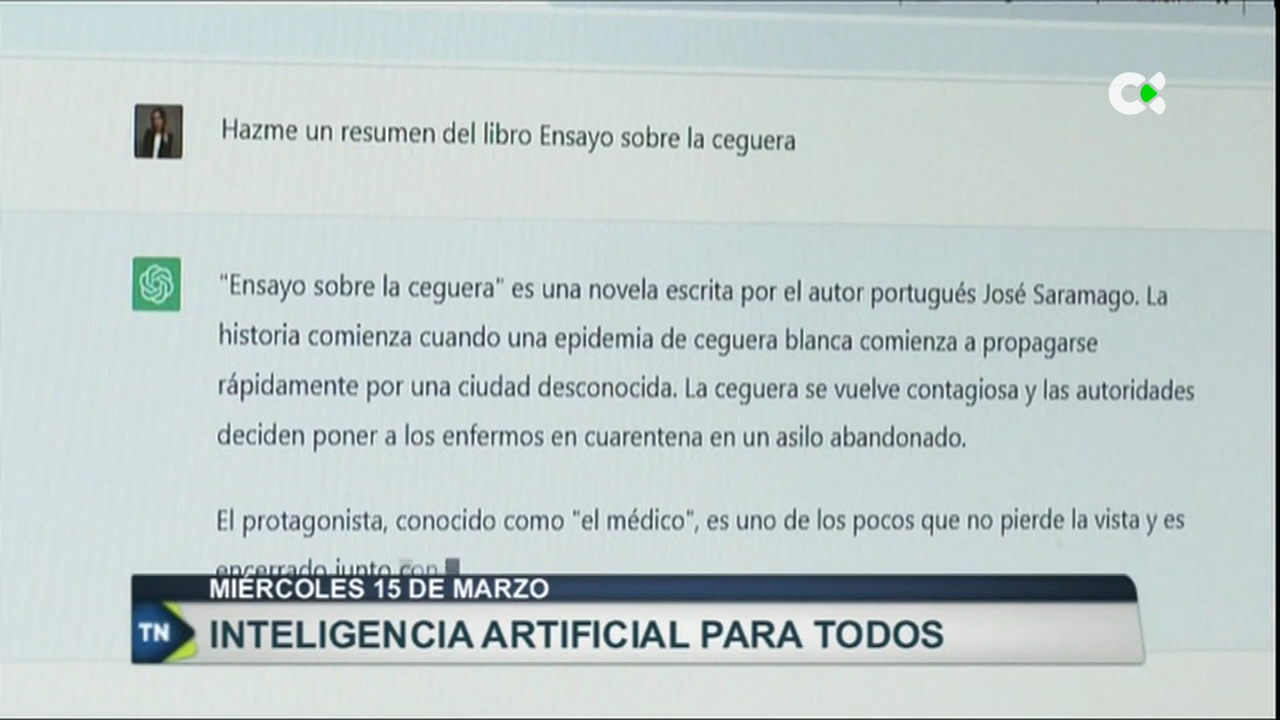 Hazme un resumen del libro Ensayo sobre la ceguera
"Ensayo sobre la ceguera" es una novela escrita por el autor portugués José Saramago. La
historia comienza cuando una epidemia de ceguera blanca comienza a propagarse
rápidamente por una ciudad desconocida. La ceguera se vuelve contagiosa y las autoridades
deciden poner a los enfermos en cuarentena en un asilo abandonado.
El protagonista, conocido como "el médico", es uno de los pocos que no pierde la vista y es
encerrado junto con
MIÉRCOLES 15 DE MARZO
TN
INTELIGENCIA ARTIFICIAL PARA TODOS